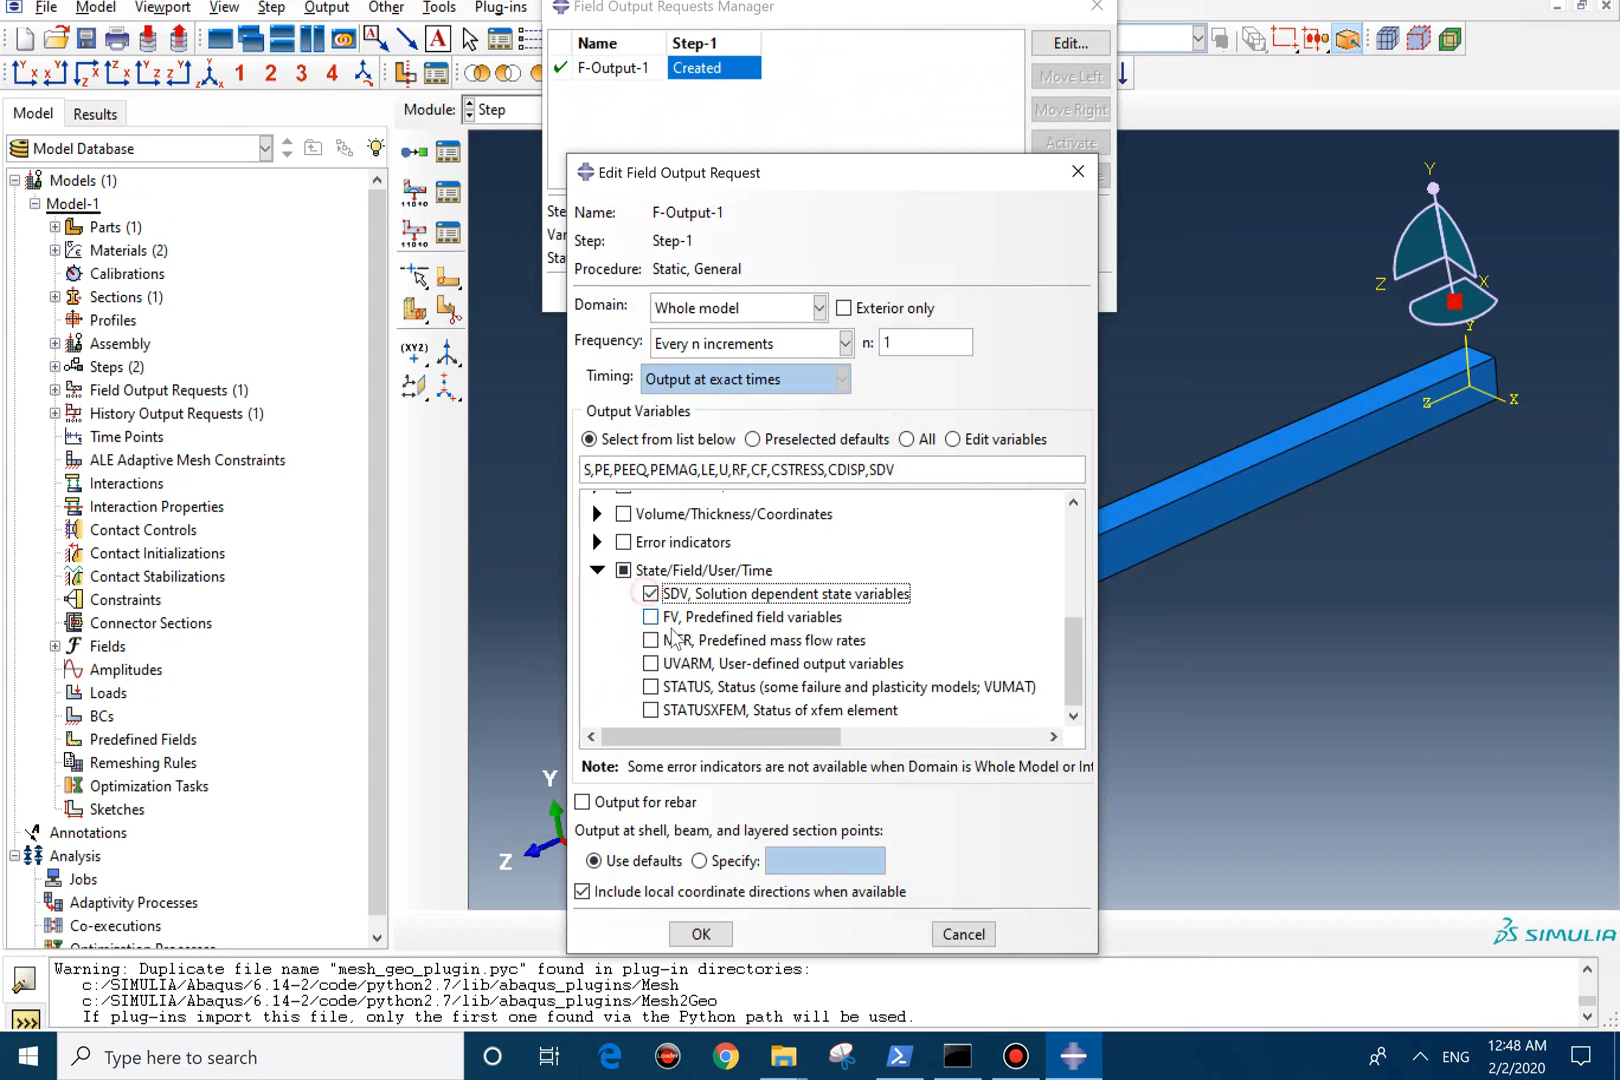 File Model Viewport View Step Output Other Tools Plug-ins
Field Output Requests Manager
Name Step-1
F-Output-1 Created
Edit...
Move Left
Move Right
Activate
1 2 3 4
Module: Step
Model Results
Model Database
Models (1)
Model-1
Parts (1)
Materials (2)
Calibrations
Sections (1)
Profiles
Assembly
Steps (2)
Field Output Requests (1)
History Output Requests (1)
Time Points
ALE Adaptive Mesh Constraints
Interactions
Interaction Properties
Contact Controls
Contact Initializations
Contact Stabilizations
Constraints
Connector Sections
Fields
Amplitudes
Loads
BCs
Predefined Fields
Remeshing Rules
Optimization Tasks
Sketches
Annotations
Analysis
Jobs
Adaptivity Processes
Co-executions
Optimization Processes
(XYZ)
Edit Field Output Request
Name: F-Output-1
Step: Step-1
Procedure: Static, General
Domain: Whole model Exterior only
Frequency: Every n increments n: 1
Timing: Output at exact times
Output Variables
Select from list below Preselected defaults All Edit variables
S,PE,PEEQ,PEMAG,LE,U,RF,CF,CSTRESS,CDISP,SDV
Volume/Thickness/Coordinates
Error indicators
State/Field/User/Time
SDV, Solution dependent state variables
FV, Predefined field variables
Predefined mass flow rates
UVARM, User-defined output variables
STATUS, Status (some failure and plasticity models; VUMAT)
STATUSXFEM, Status of xfem element
Note: Some error indicators are not available when Domain is Whole Model or Int
Output for rebar
Output at shell, beam, and layered section points:
Use defaults Specify:
Include local coordinate directions when available
OK Cancel
Y
Z
X
Y
Z
X
Y
Z
SIMULIA
Warning: Duplicate file name "mesh_geo_plugin.pyc" found in plug-in directories:
c:/SIMULIA/Abaqus/6.14-2/code/python2.7/lib/abaqus_plugins/Mesh
c:/SIMULIA/Abaqus/6.14-2/code/python2.7/lib/abaqus_plugins/Mesh2Geo
If plug-ins import this file, only the first one found via the Python path will be used.
>>>
Type here to search
ENG
12:48 AM
2/2/2020